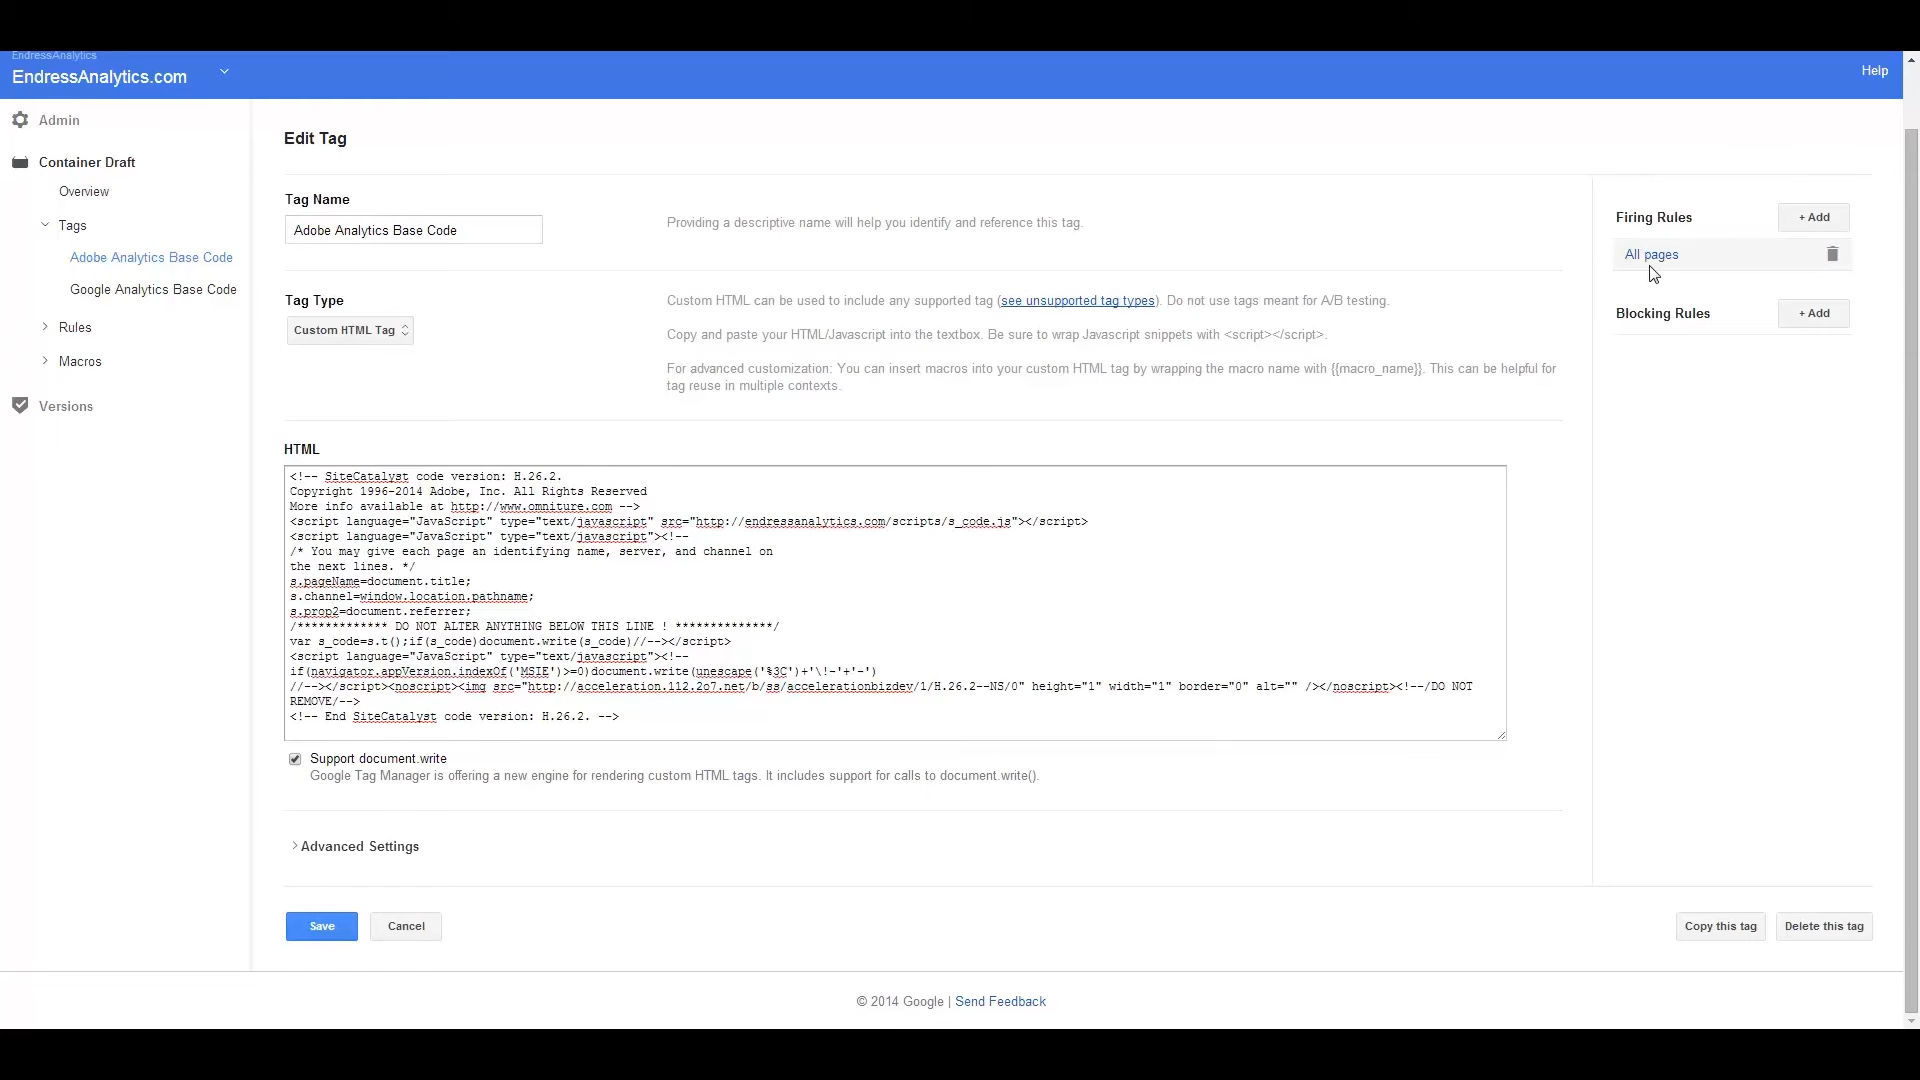 EndressAnalytics
EndressAnalytics.com
Help
Admin
Container Draft
Overview
Tags
Adobe Analytics Base Code
Google Analytics Base Code
Rules
Macros
Versions
Edit Tag
Tag Name
Adobe Analytics Base Code
Providing a descriptive name will help you identify and reference this tag.
Tag Type
Custom HTML Tag
Custom HTML can be used to include any supported tag (see unsupported tag types). Do not use tags meant for A/B testing.
Copy and paste your HTML/Javascript into the textbox. Be sure to wrap Javascript snippets with <script></script>.
For advanced customization: You can insert macros into your custom HTML tag by wrapping the macro name with {{macro_name}}. This can be helpful for
tag reuse in multiple contexts.
HTML
<!-- SiteCatalyst code version: H.26.2.
Copyright 1996-2014 Adobe, Inc. All Rights Reserved
More info available at http://www.omniture.com -->
<script language="JavaScript" type="text/javascript" src="http://endressanalytics.com/scripts/s_code.js"></script>
<script language="JavaScript" type="text/javascript"><!--
/* You may give each page an identifying name, server, and channel on
the next lines. */
s.pageName=document.title;
s.channel=window.location.pathname;
s.prop2=document.referrer;
/************* DO NOT ALTER ANYTHING BELOW THIS LINE ! **************/
var s_code=s.t();if(s_code)document.write(s_code)//--></script>
<script language="JavaScript" type="text/javascript"><!--
if(navigator.appVersion.indexOf('MSIE')>=0)document.write(unescape('%3C')+'\!-'+'-')
//--></script><noscript><img src="http://acceleration.112.2o7.net/b/ss/accelerationbizdev/1/H.26.2--NS/0" height="1" width="1" border="0" alt="" /></noscript><!--/DO NOT
REMOVE/-->
<!-- End SiteCatalyst code version: H.26.2. -->
Support document.write
Google Tag Manager is offering a new engine for rendering custom HTML tags. It includes support for calls to document.write().
Advanced Settings
Save
Cancel
Copy this tag
Delete this tag
Firing Rules
+ Add
All pages
Blocking Rules
+ Add
© 2014 Google | Send Feedback